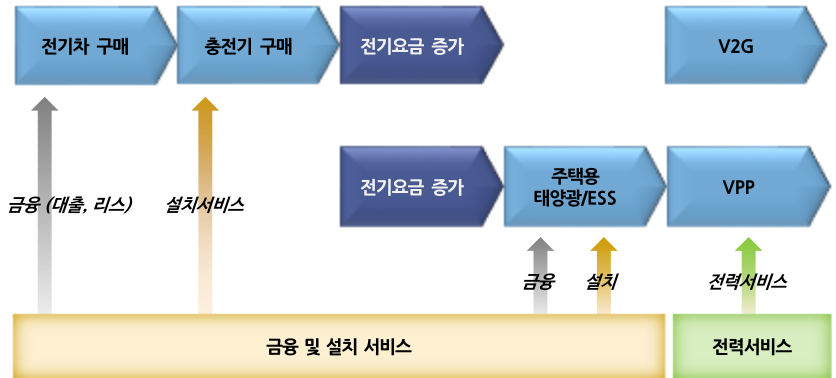 전기차 구매
충전기 구매
전기요금 증가
V2G
전기요금 증가
주택용
태양광/ESS
VPP
금융 (대출, 리스)
설치서비스
금융
설치
전력서비스
금융 및 설치 서비스
전력서비스